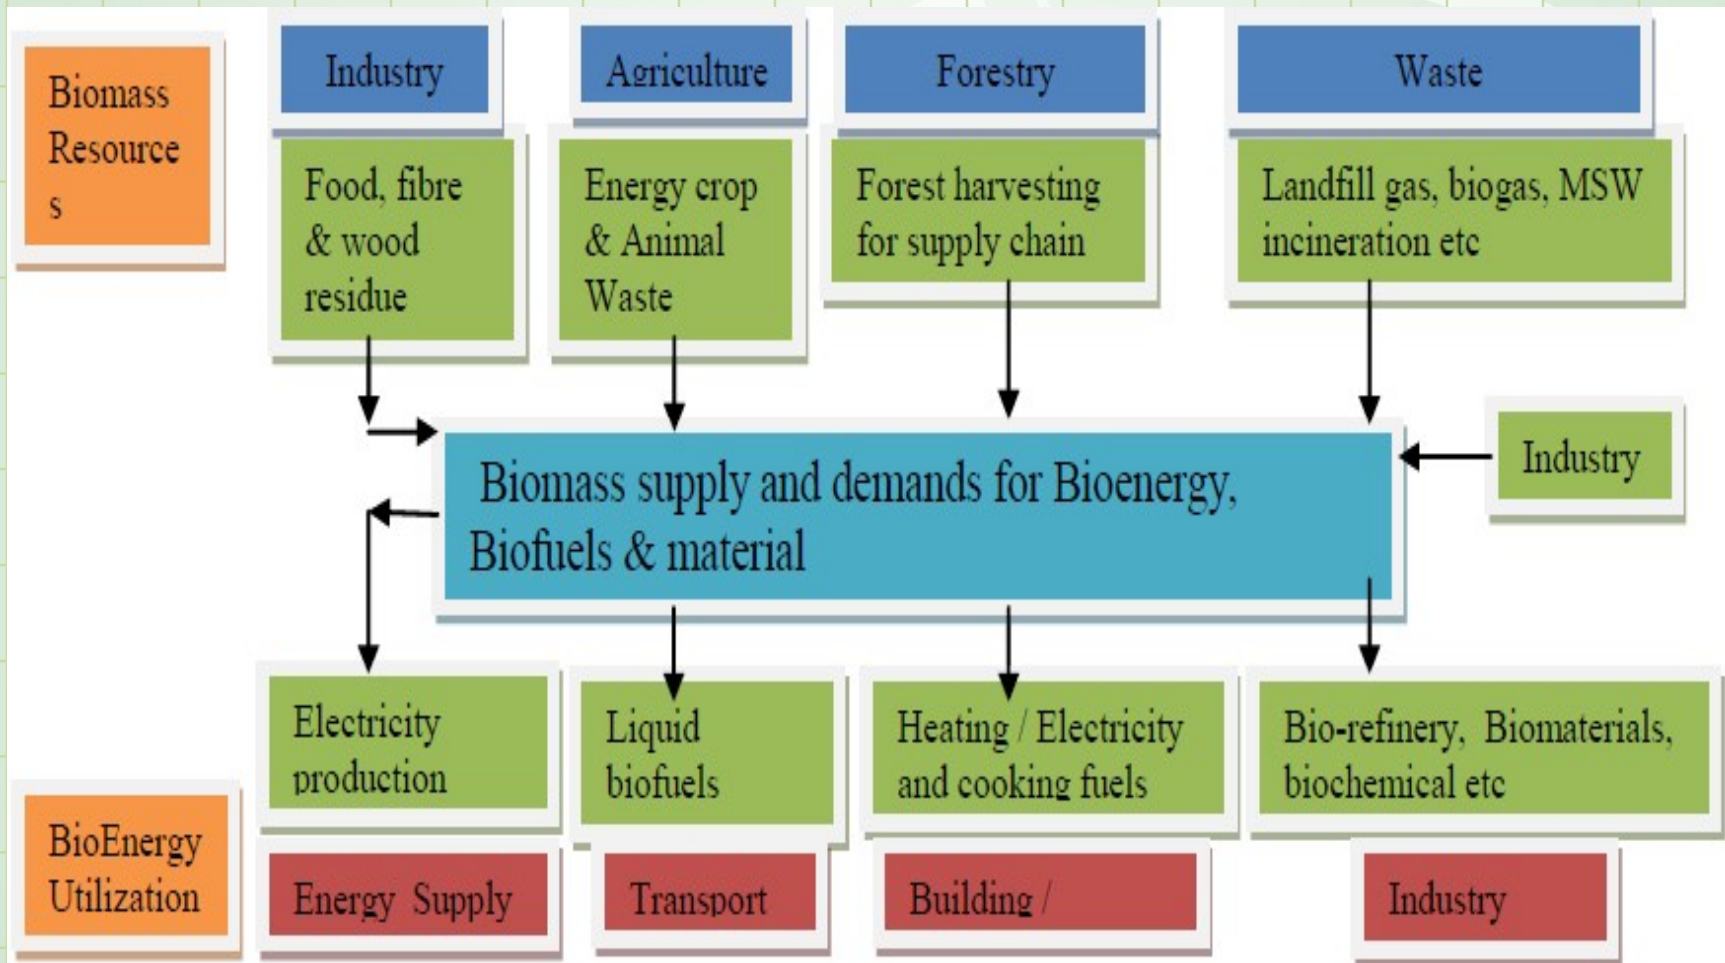 Biomass
Resource
s
Industry
Agriculture
Forestry
Waste
Food, fibre
& wood
residue
Energy crop
& Animal
Waste
Forest harvesting
for supply chain
Landfill gas, biogas, MSW
incineration etc
Industry
Biomass supply and demands for Bioenergy,
Biofuels & material
Electricity
production
Liquid
biofuels
Heating / Electricity
and cooking fuels
Bio-refinery, Biomaterials,
biochemical etc
BioEnergy
Utilization
Energy Supply
Transport
Building /
Industry